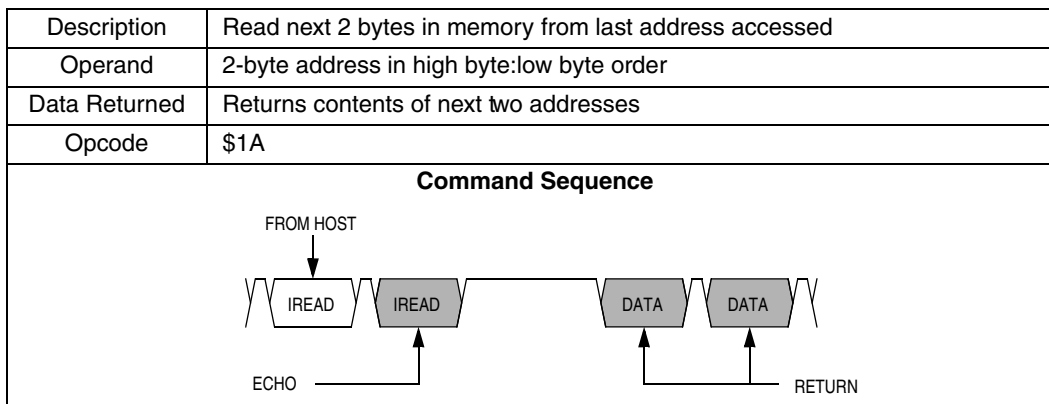 Description Read next 2 bytes in memory from last address accessed
Operand 2-byte address in high byte:low byte order
Data Returned Returns contents of next two addresses
Opcode $1A
Command Sequence
FROM HOST
IREAD IREAD DATA DATA
ECHO RETURN